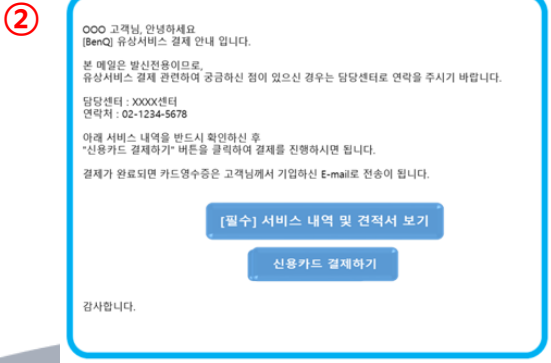 ②
OOO 고객님, 안녕하세요
[BenQ] 유상서비스 결제 안내 입니다.
본 메일은 발신전용이므로,
유상서비스 결제 관련하여 궁금하신 점이 있으신 경우는 담당센터로 연락을 주시기 바랍니다.
담당센터 : XXXX센터
연락처 : 02-1234-5678
아래 서비스 내역을 반드시 확인하신 후
"신용카드 결제하기" 버튼을 클릭하여 결제를 진행하시면 됩니다.
결제가 완료되면 카드영수증은 고객님께서 기입하신 E-mail로 전송이 됩니다.
[필수] 서비스 내역 및 견적서 보기
신용카드 결제하기
감사합니다.